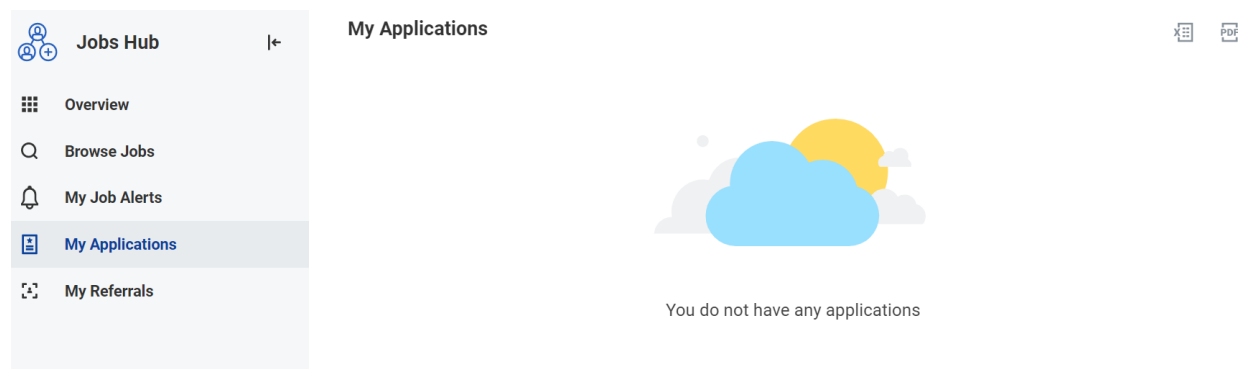 Jobs Hub
Overview
Browse Jobs
My Job Alerts
My Applications
My Referrals
My Applications
X
PDF
You do not have any applications